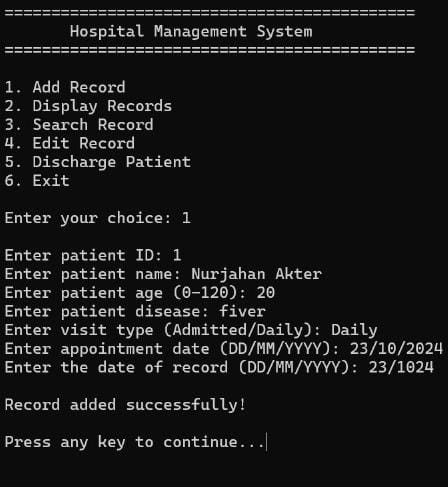 =============================================
Hospital Management System
=============================================
1. Add Record
2. Display Records
3. Search Record
4. Edit Record
5. Discharge Patient
6. Exit
Enter your choice: 1
Enter patient ID: 1
Enter patient name: Nurjahan Akter
Enter patient age (0-120): 20
Enter patient disease: fiver
Enter visit type (Admitted/Daily): Daily
Enter appointment date (DD/MM/YYYY): 23/10/2024
Enter the date of record (DD/MM/YYYY): 23/1024
Record added successfully!
Press any key to continue...